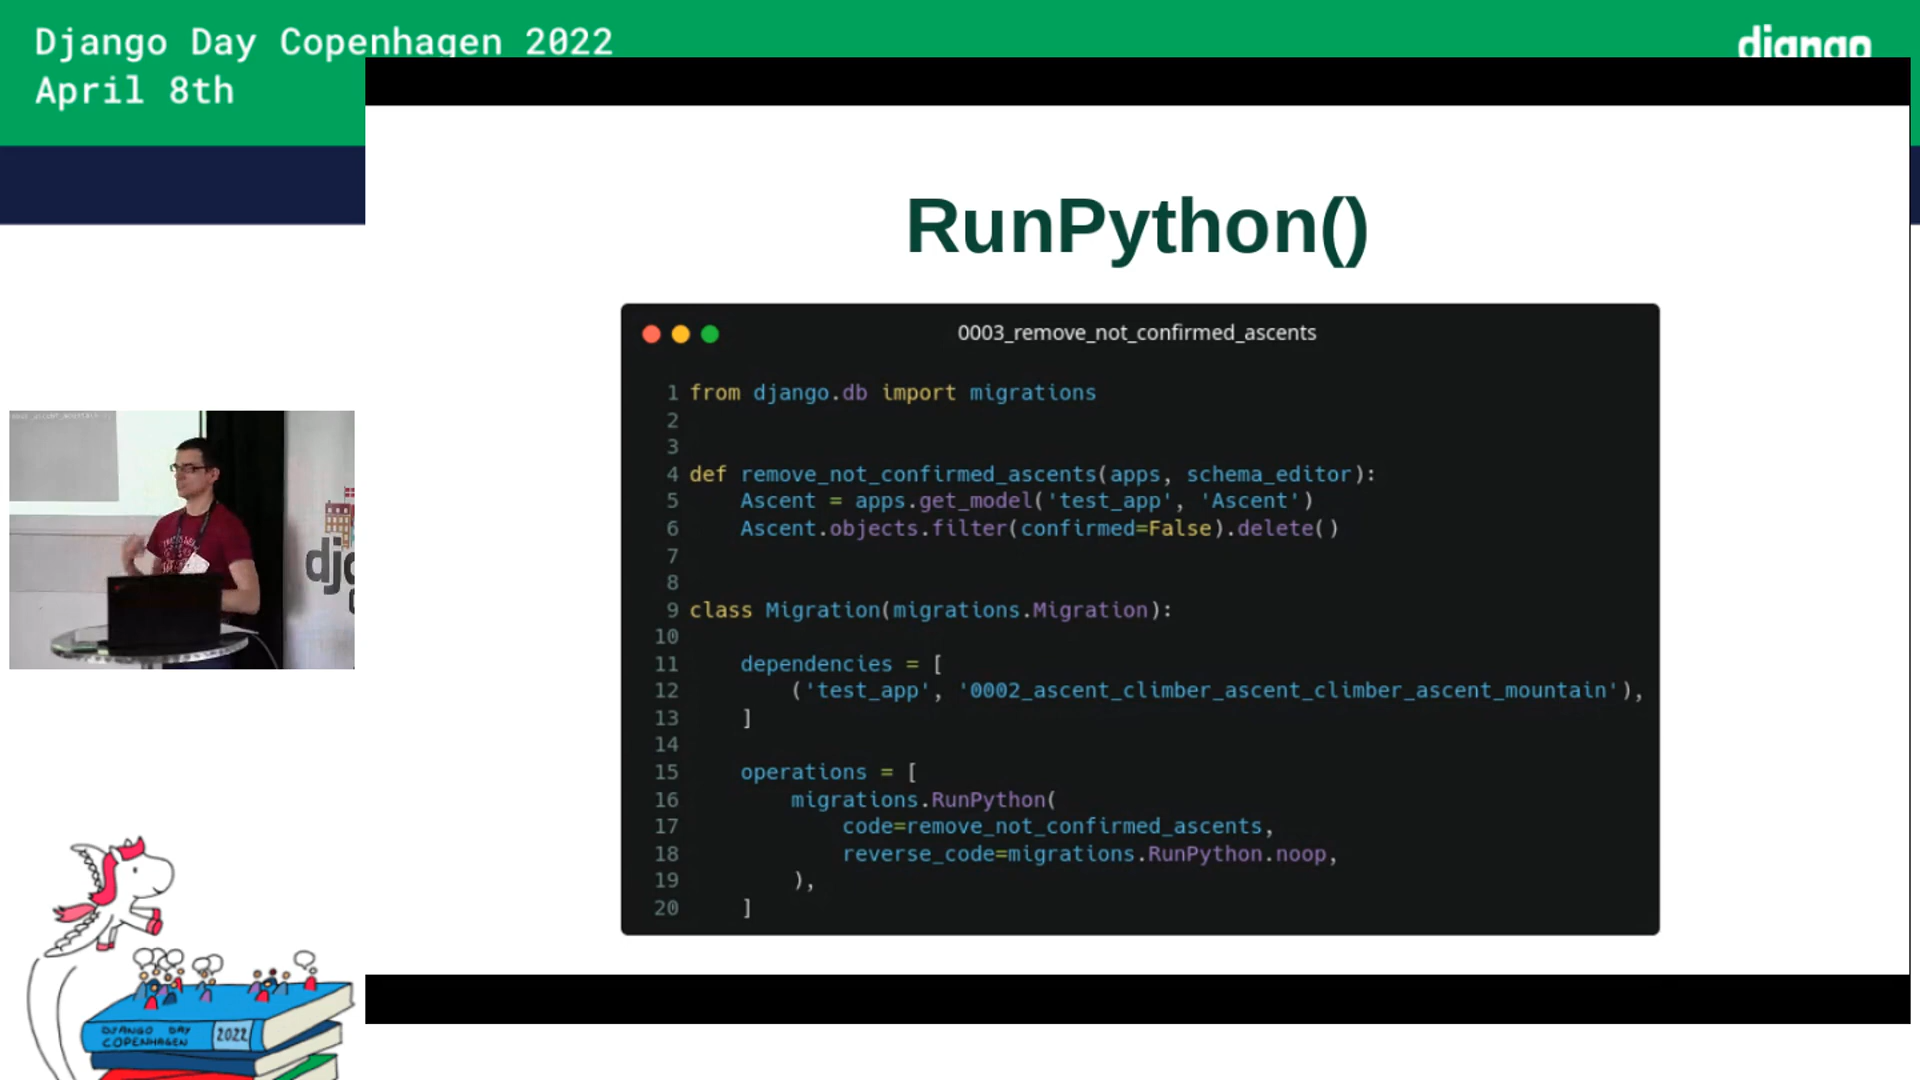 Django Day Copenhagen 2022
April 8th
django
RunPython()
0003_remove_not_confirmed_ascents
1 from django.db import migrations
2
3
4 def remove_not_confirmed_ascents(apps, schema_editor):
5 Ascent = apps.get_model('test_app', 'Ascent')
6 Ascent.objects.filter(confirmed=False).delete()
7
8
9 class Migration(migrations.Migration):
10
11 dependencies = [
12 ('test_app', '0002_ascent_climber_ascent_climber_ascent_mountain'),
13 ]
14
15 operations = [
16 migrations.RunPython(
17 code=remove_not_confirmed_ascents,
18 reverse_code=migrations.RunPython.noop,
19 ),
20 ]
DJANGO DAY
COPENHAGEN
2022